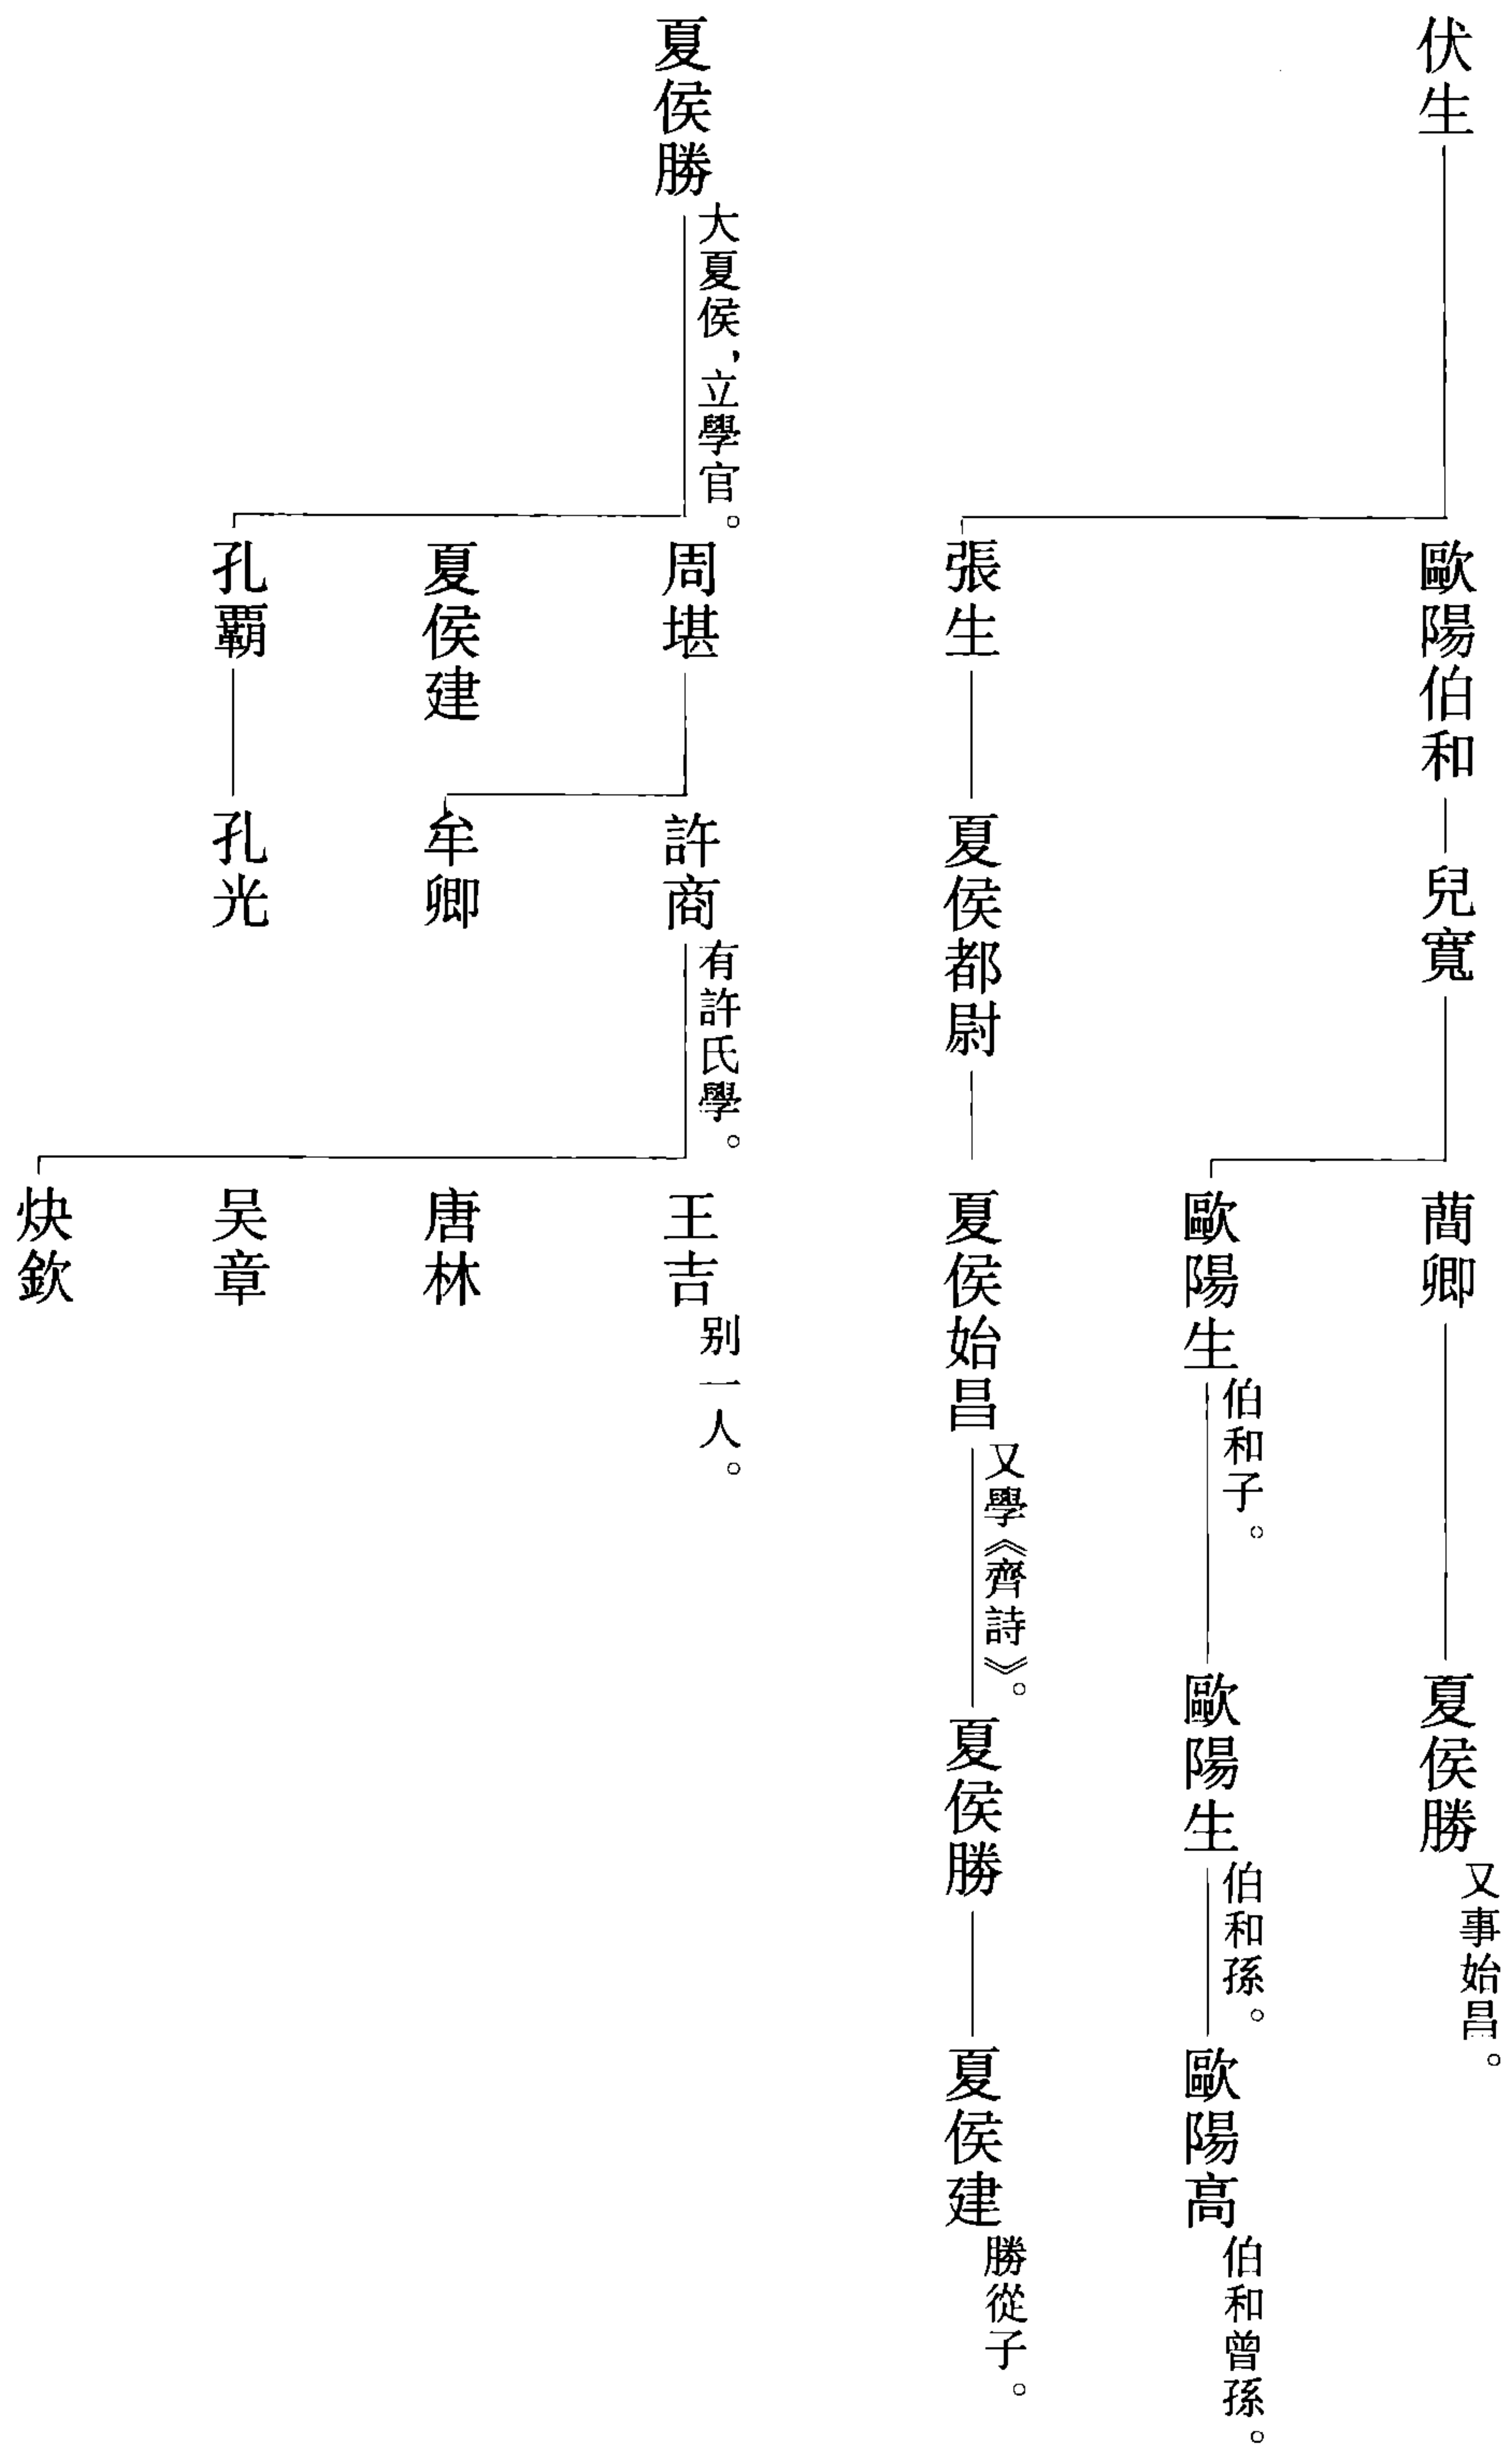 伏生
歐陽伯和
兒寬
蕑卿
夏侯勝
又事始昌。
歐陽生
伯和子。
歐陽生
伯和孫。
歐陽高
伯和曾孫。
張生
夏侯都尉
夏侯始昌
又學《齊詩》。
夏侯勝
夏侯建
勝從子。
夏侯勝
大夏侯，立學官。
周堪
許商
有許氏學。
王吉
别一人。
夏侯建
牟卿
唐林
孔霸
孔光
吴章
炔欽